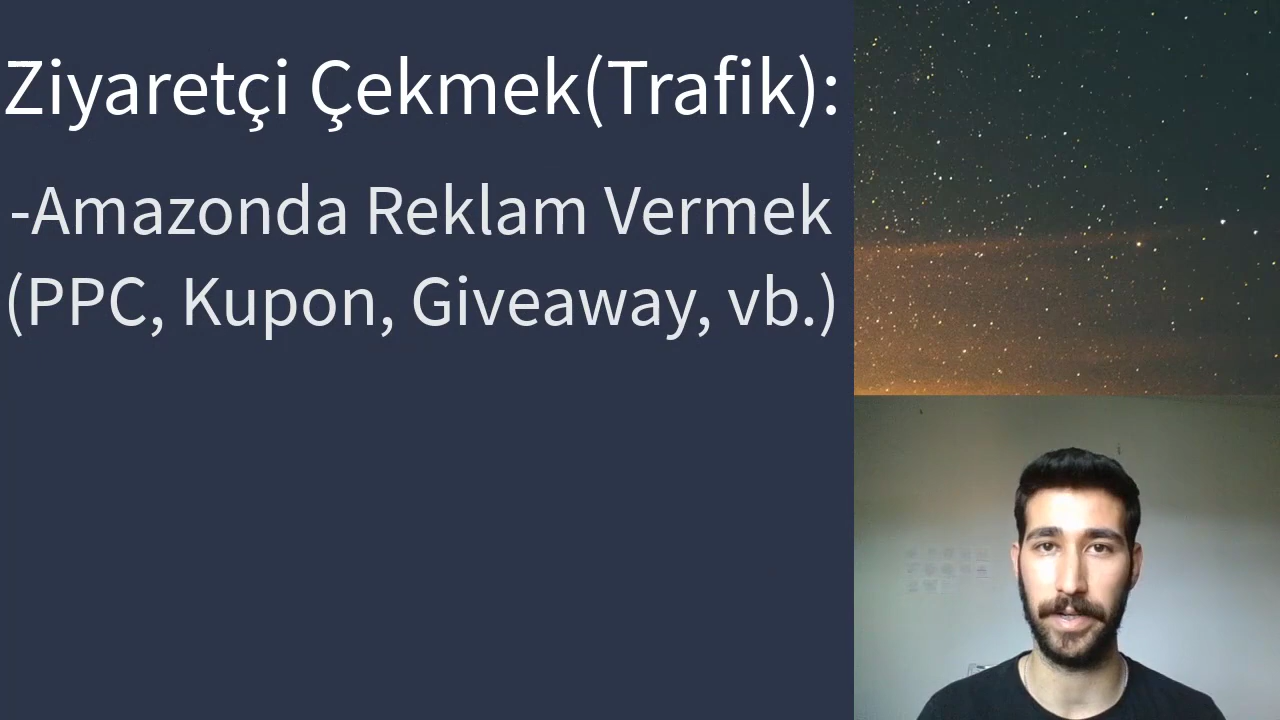 Ziyaretçi Çekmek(Trafik):
-Amazonda Reklam Vermek
(PPC, Kupon, Giveaway, vb.)